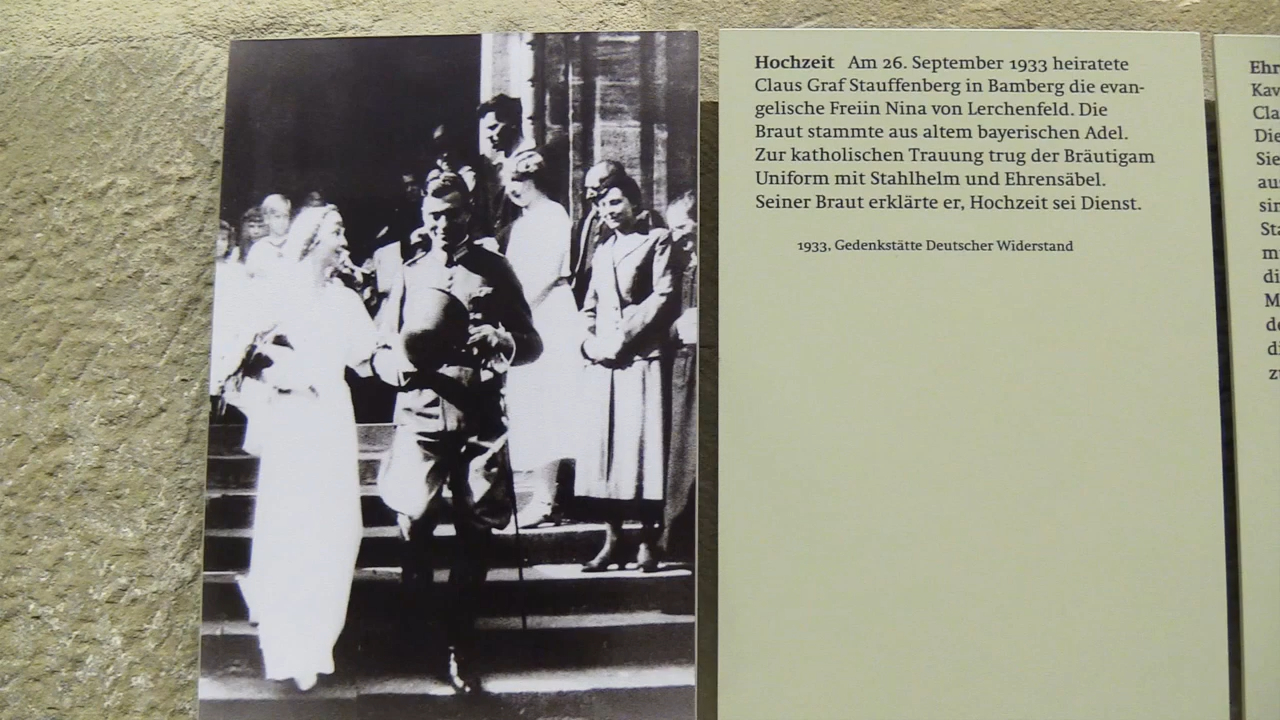 Hochzeit Am 26. September 1933 heiratete
Claus Graf Stauffenberg in Bamberg die evan-
gelische Freiin Nina von Lerchenfeld. Die
Braut stammte aus altem bayerischen Adel.
Zur katholischen Trauung trug der Bräutigam
Uniform mit Stahlhelm und Ehrensäbel.
Seiner Braut erklärte er, Hochzeit sei Dienst.
1933, Gedenkstätte Deutscher Widerstand